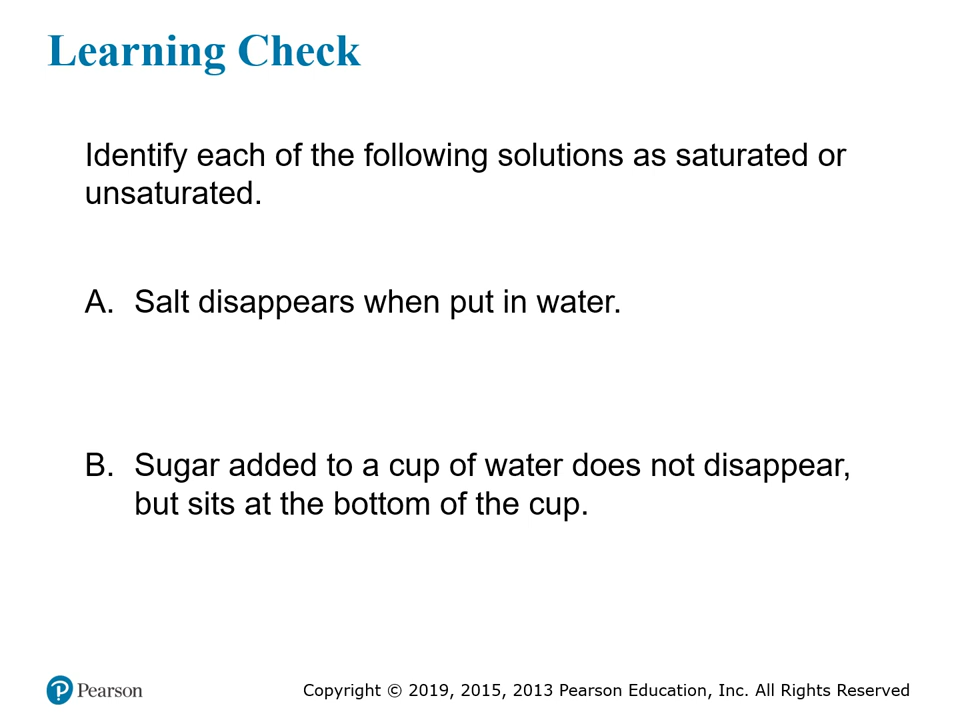 Learning Check
Identify each of the following solutions as saturated or
unsaturated.
A. Salt disappears when put in water.
B. Sugar added to a cup of water does not disappear,
but sits at the bottom of the cup.
Pearson
Copyright © 2019, 2015, 2013 Pearson Education, Inc. All Rights Reserved